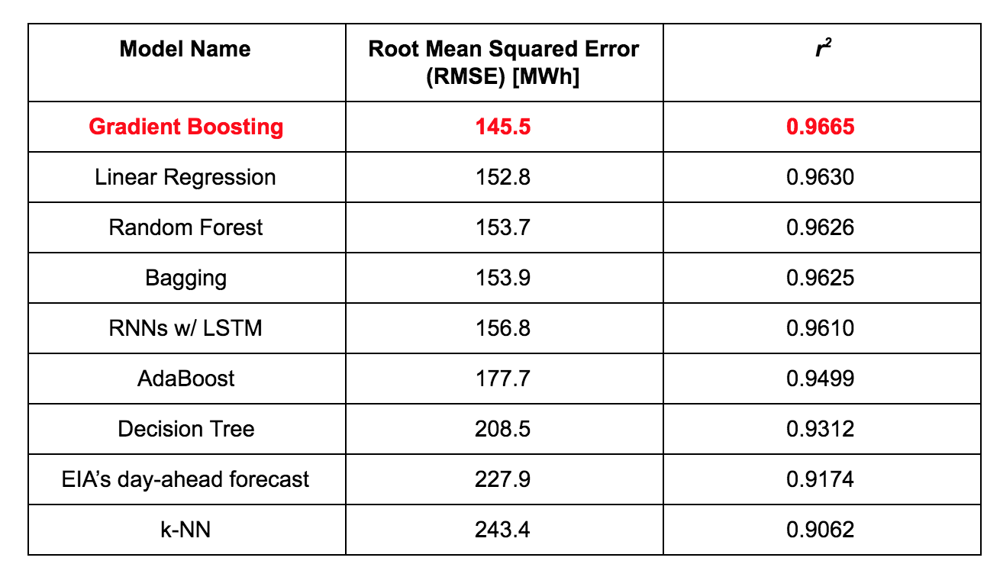 Model Name
Root Mean Squared Error
(RMSE) [MWh]
r²
Gradient Boosting 145.5 0.9665
Linear Regression 152.8 0.9630
Random Forest 153.7 0.9626
Bagging 153.9 0.9625
RNNs w/ LSTM 156.8 0.9610
AdaBoost 177.7 0.9499
Decision Tree 208.5 0.9312
EIA’s day-ahead forecast 227.9 0.9174
k-NN 243.4 0.9062